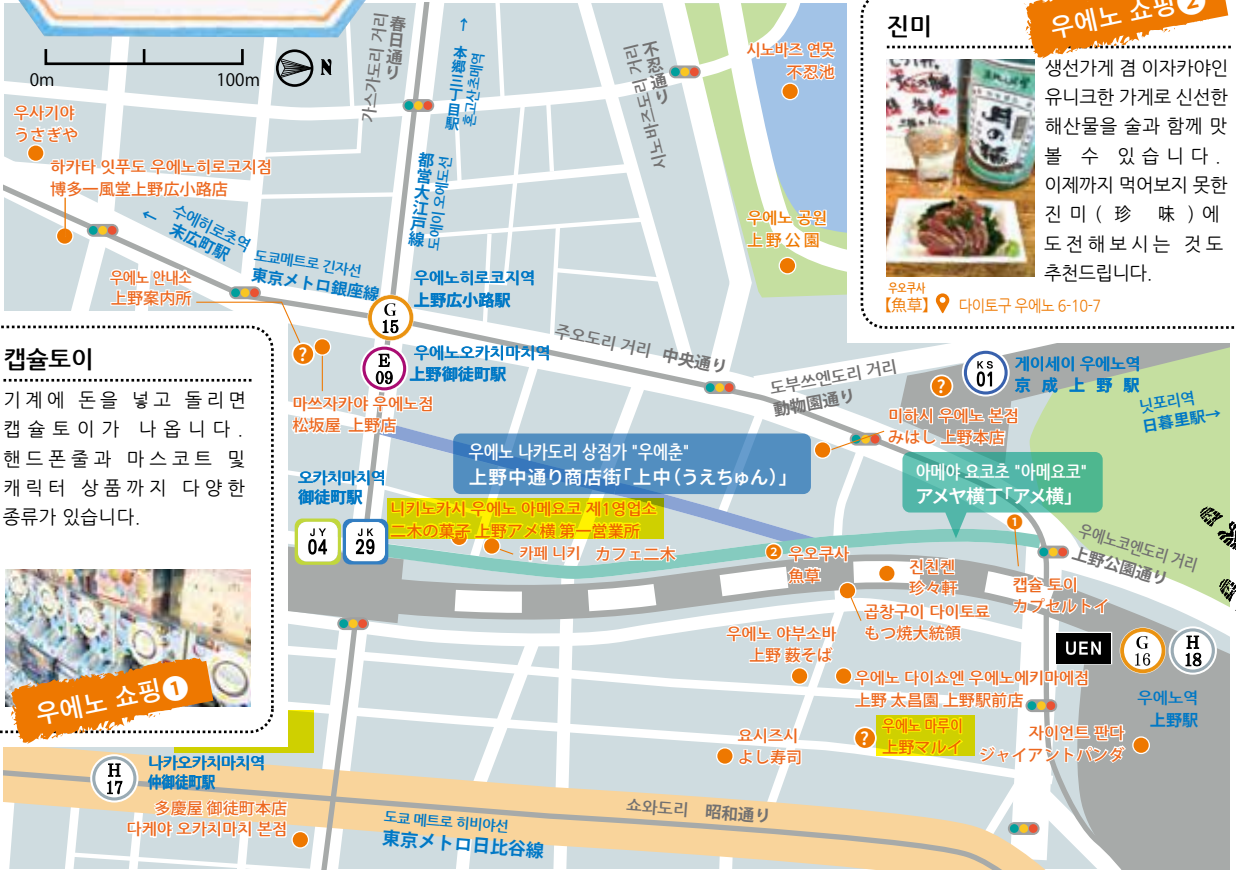 0m
100m
N
春日通り
가스가도리 거리
↑
本郷三丁目駅
혼고산초메역
不忍通り
시노바즈도리 거리
시노바즈 연못
不忍池
우사기야
うさぎや
하카타 잇푸도 우에노히로코지점
博多一風堂上野広小路店
←
수에히로초역
末広町駅
都営大江戸線
도에이 오에도선
도쿄메트로 긴자선
東京メトロ銀座線
우에노 안내소
上野案内所
우에노히로코지역
上野広小路駅
G
15
우에노오카치마치역
上野御徒町駅
E
09
우에노 공원
上野公園
주오도리 거리 中央通り
진미
우에노 쇼핑❷
생선가게 겸 이자카야인
유니크한 가게로 신선한
해산물을 술과 함께 맛
볼 수 있습니다.
이제까지 먹어보지 못한
진미(珍 味)에
도전해보시는 것도
추천드립니다.
우오쿠사
【魚草】 다이토구 우에노 6-10-7
캡슐토이
기계에 돈을 넣고 돌리면
캡슐토이가 나옵니다.
핸드폰줄과 마스코트 및
캐릭터 상품까지 다양한
종류가 있습니다.
우에노 쇼핑❶
?
마쓰자카야 우에노점
松坂屋 上野店
도부쓰엔도리 거리
動物園通り
?
KS
01
게이세이 우에노역
京成上野駅
닛포리역
日暮里駅→
미하시 우에노 본점
みはし 上野本店
우에노 나카도리 상점가 "우에춘"
上野中通り商店街「上中(うえちゅん)」
아메야 요코초 "아메요코"
アメヤ横丁「アメ横」
오카치마치역
御徒町駅
JY
04
JK
29
니키노카시 우에노 아메요코 제1영업소
二木の菓子 上野アメ横 第一営業所
카페 니키 カフェ二木
❷ 우오쿠사
魚草
진친켄
珍々軒
곱창구이 다이토료
もつ焼大統領
❶
캡슐 토이
カプセルトイ
우에노코엔도리 거리
上野公園通り
우에노 야부소바
上野 薮そば
우에노 다이쇼엔 우에노에키마에점
上野 太昌園 上野駅前店
UEN
G
16
H
18
우에노역
上野駅
?
우에노 마루이
上野マルイ
요시즈시
よし寿司
자이언트 판다
ジャイアントパンダ
H
17
나카오카치마치역
仲御徒町駅
多慶屋 御徒町本店
다케야 오카치마치 본점
도쿄 메트로 히비야선
東京メトロ日比谷線
쇼와도리 昭和通り